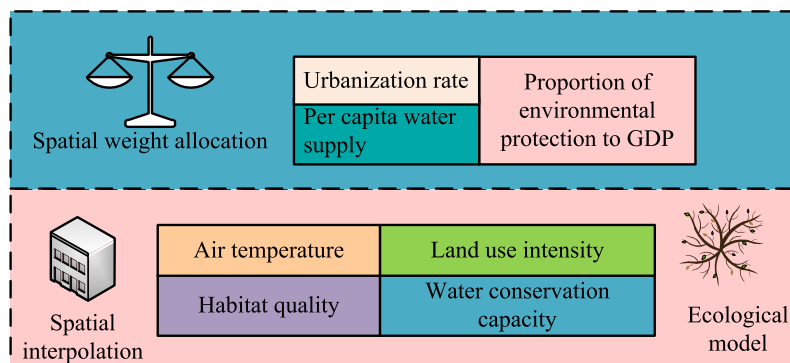 Spatial weight allocation
Urbanization rate
Per capita water
supply
Proportion of
environmental
protection to GDP
Spatial
interpolation
Air temperature
Land use intensity
Habitat quality
Water conservation
capacity
Ecological
model